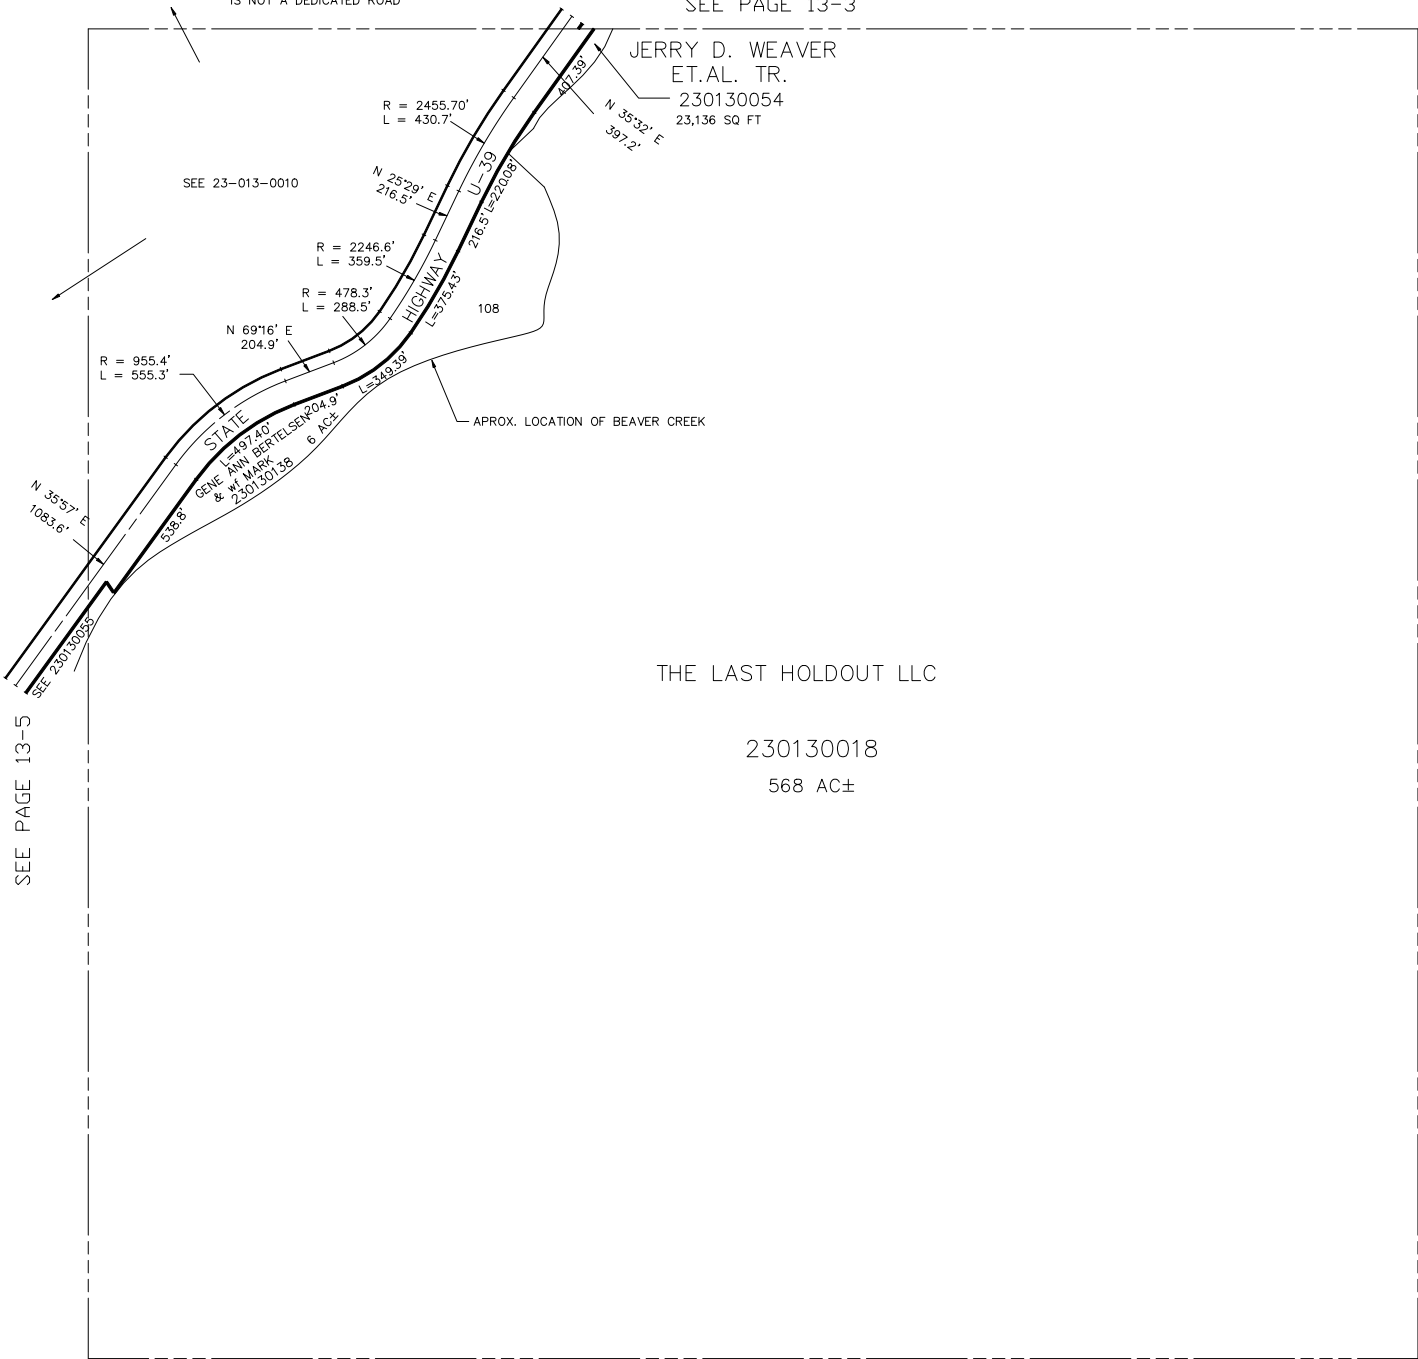 IS NOT A DEDICATED ROAD
SEE PAGE 13-3
JERRY D. WEAVER
ET.AL. TR.
230130054
23,136 SQ FT
407.39'
R = 2455.70'
L = 430.7'
N 35°32' E
397.2'
U-39
L=220.08'
SEE 23-013-0010
N 25°29' E
216.5'
216.5'
R = 2246.6'
L = 359.5'
HIGHWAY
L=375.43'
108
R = 478.3'
L = 288.5'
N 69°16' E
204.9'
R = 955.4'
L = 555.3'
L=349.39'
204.9'
STATE
L=497.40'
GENE ANN BERTELSEN
& wf MARK
230130138
6 AC±
APROX. LOCATION OF BEAVER CREEK
N 35°57' E
1083.6'
538.8'
SEE 230130055
SEE PAGE 13-5
THE LAST HOLDOUT LLC
230130018
568 AC±